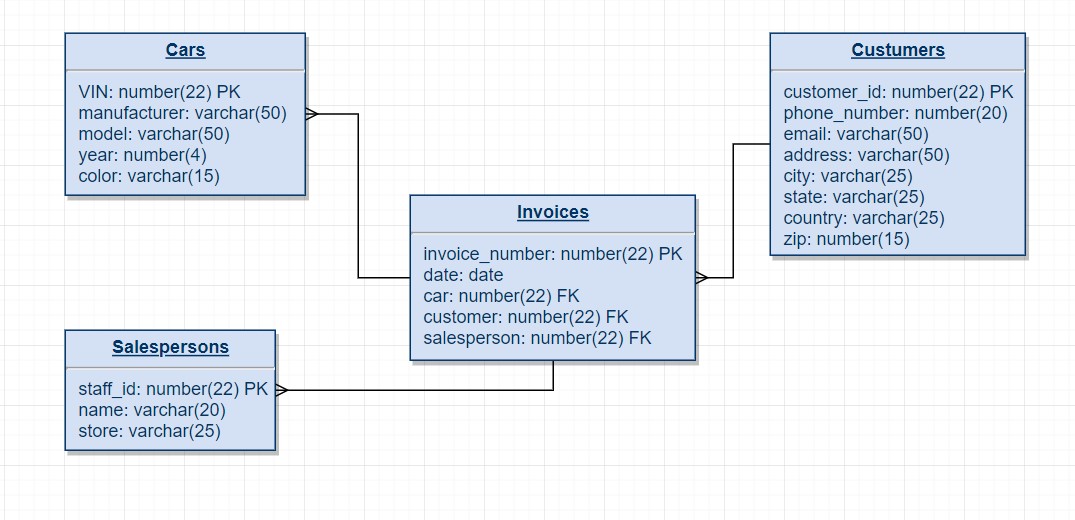 Cars
VIN: number(22) PK
manufacturer: varchar(50)
model: varchar(50)
year: number(4)
color: varchar(15)
Custumers
customer_id: number(22) PK
phone_number: number(20)
email: varchar(50)
address: varchar(50)
city: varchar(25)
state: varchar(25)
country: varchar(25)
zip: number(15)
Invoices
invoice_number: number(22) PK
date: date
car: number(22) FK
customer: number(22) FK
salesperson: number(22) FK
Salespersons
staff_id: number(22) PK
name: varchar(20)
store: varchar(25)